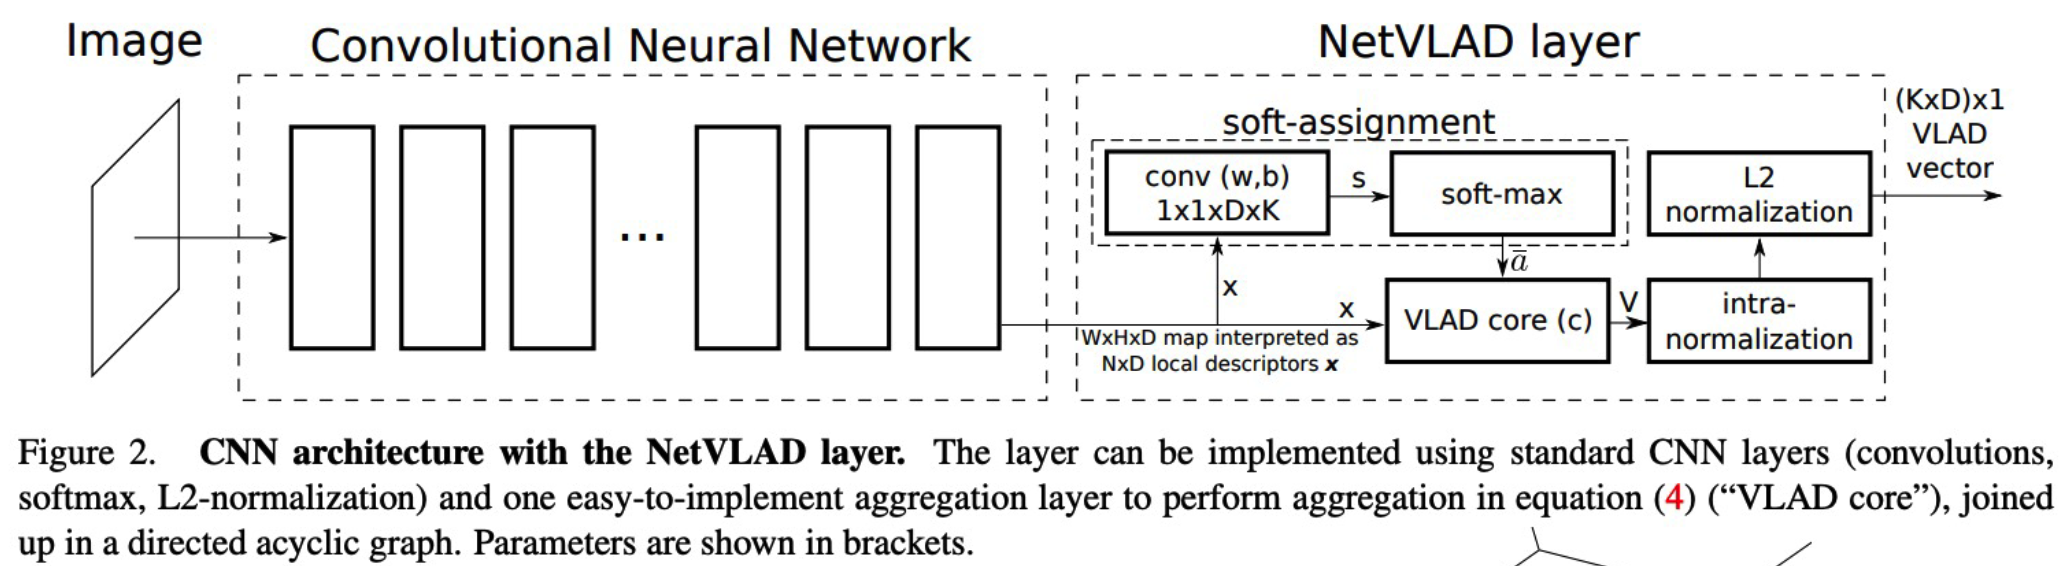 Image
Convolutional Neural Network
NetVLAD layer
...
soft-assignment
conv (w,b)
1x1xDxK
s
soft-max
L2
normalization
(KxD)x1
VLAD
vector
x
a̅
x
WxHxD map interpreted as
NxD local descriptors x
VLAD core (c)
V
intra-
normalization
Figure 2. CNN architecture with the NetVLAD layer. The layer can be implemented using standard CNN layers (convolutions,
softmax, L2-normalization) and one easy-to-implement aggregation layer to perform aggregation in equation (4) (“VLAD core”), joined
up in a directed acyclic graph. Parameters are shown in brackets.